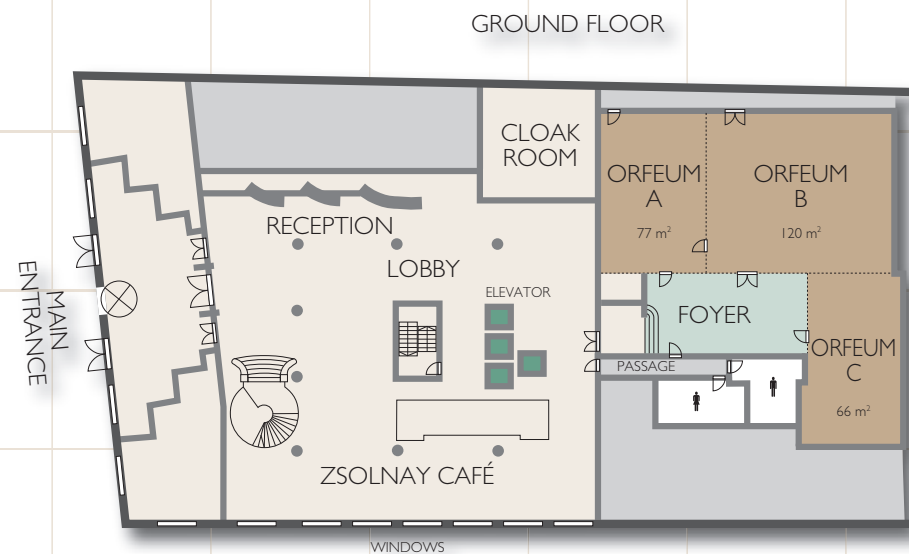 GROUND FLOOR
CLOAK
ROOM
ORFEUM
A
77 m²
ORFEUM
B
120 m²
RECEPTION
LOBBY
ELEVATOR
MAIN
ENTRANCE
FOYER
ORFEUM
C
66 m²
PASSAGE
ZSOLNAY CAFÉ
WINDOWS